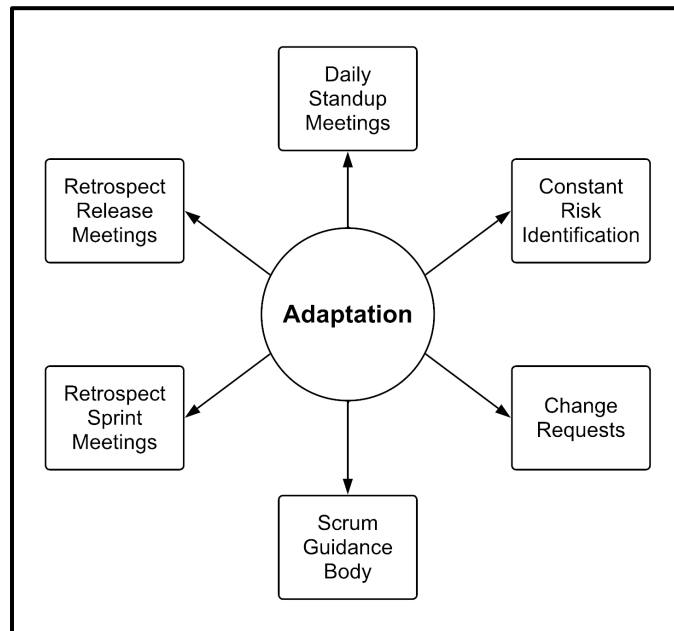 Daily
Standup
Meetings
Retrospect
Release
Meetings
Constant
Risk
Identification
Adaptation
Retrospect
Sprint
Meetings
Change
Requests
Scrum
Guidance
Body